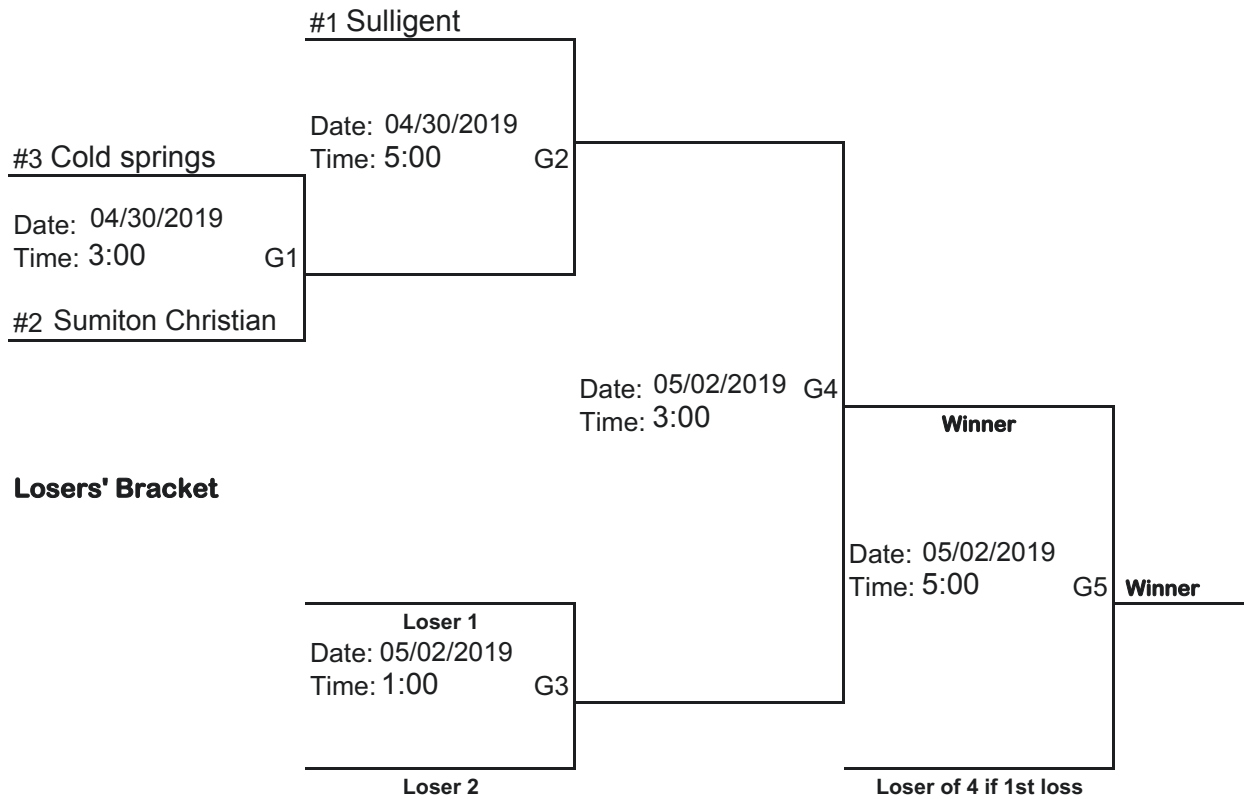 #1 Sulligent
Date: 04/30/2019
Time: 5:00 G2
#3 Cold springs
Date: 04/30/2019
Time: 3:00 G1
#2 Sumiton Christian
Date: 05/02/2019 G4
Time: 3:00
Winner
Losers' Bracket
Date: 05/02/2019
Time: 5:00 G5 Winner
Loser 1
Date: 05/02/2019
Time: 1:00 G3
Loser 2
Loser of 4 if 1st loss